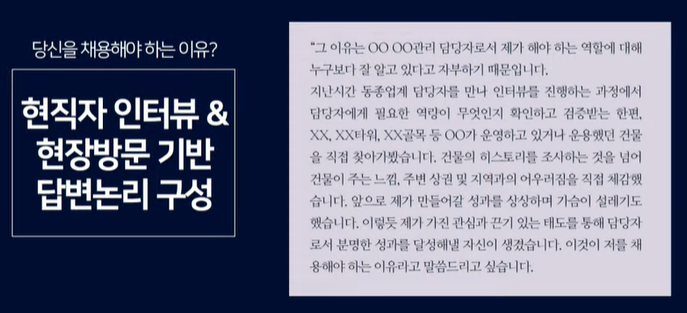 당신을 채용해야 하는 이유?
현직자 인터뷰 &
현장방문 기반
답변논리 구성
“그 이유는 OO OO관리 담당자로서 제가 해야 하는 역할에 대해
누구보다 잘 알고 있다고 자부하기 때문입니다.
지난시간 동종업계 담당자를 만나 인터뷰를 진행하는 과정에서
담당자에게 필요한 역량이 무엇인지 확인하고 검증받는 한편,
XX, XX타워, XX골목 등 OO가 운영하고 있거나 운용했던 건물
을 직접 찾아가봤습니다. 건물의 히스토리를 조사하는 것을 넘어
건물이 주는 느낌, 주변 상권 및 지역과의 어우러짐을 직접 체감했
습니다. 앞으로 제가 만들어갈 성과를 상상하며 가슴이 설레기도
했습니다. 이렇듯 제가 가진 관심과 끈기 있는 태도를 통해 담당자
로서 분명한 성과를 달성해낼 자신이 생겼습니다. 이것이 저를 채
용해야 하는 이유라고 말씀드리고 싶습니다.